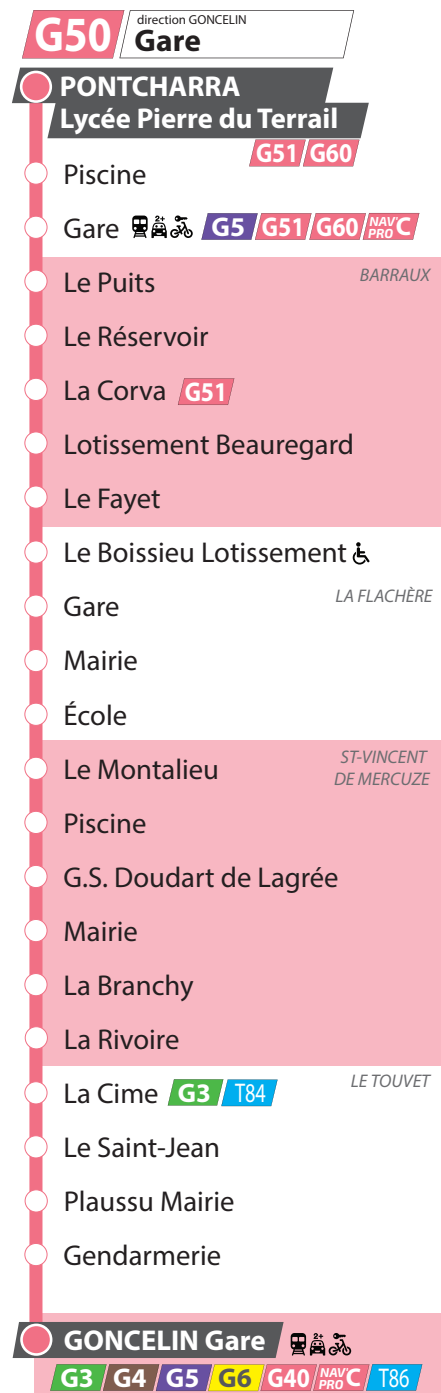 G50 direction GONCELIN
Gare
PONTCHARRA
Lycée Pierre du Terrail
G51 G60
Piscine
Gare 2+ G5 G51 G60 NAV'C PRO
Le Puits BARRAUX
Le Réservoir
La Corva G51
Lotissement Beauregard
Le Fayet
Le Boissieu Lotissement
Gare LA FLACHÈRE
Mairie
École
Le Montalieu ST-VINCENT
DE MERCUZE
Piscine
G.S. Doudart de Lagrée
Mairie
La Branchy
La Rivoire
La Cime G3 T84 LE TOUVET
Le Saint-Jean
Plaussu Mairie
Gendarmerie
GONCELIN Gare 2+
G3 G4 G5 G6 G40 NAV'C PRO T86